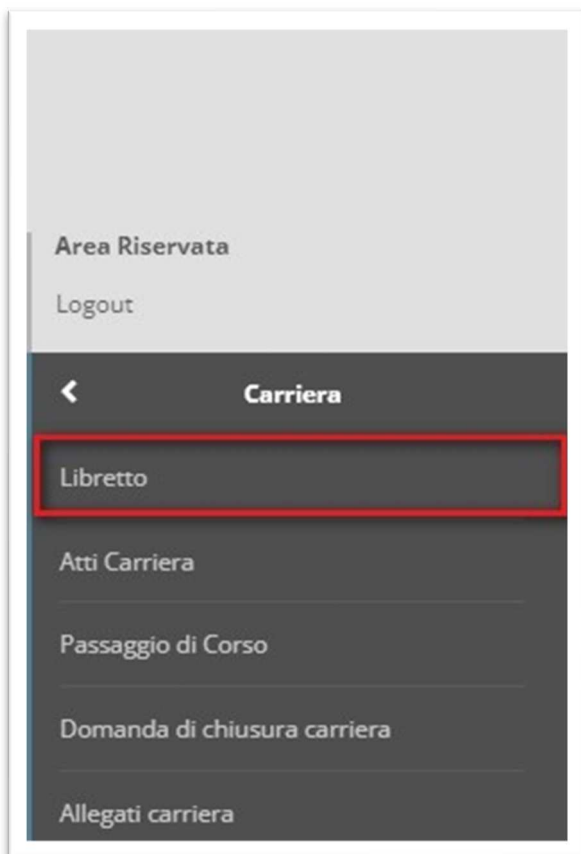 Area Riservata
Logout
Carriera
Libretto
Atti Carriera
Passaggio di Corso
Domanda di chiusura carriera
Allegati carriera